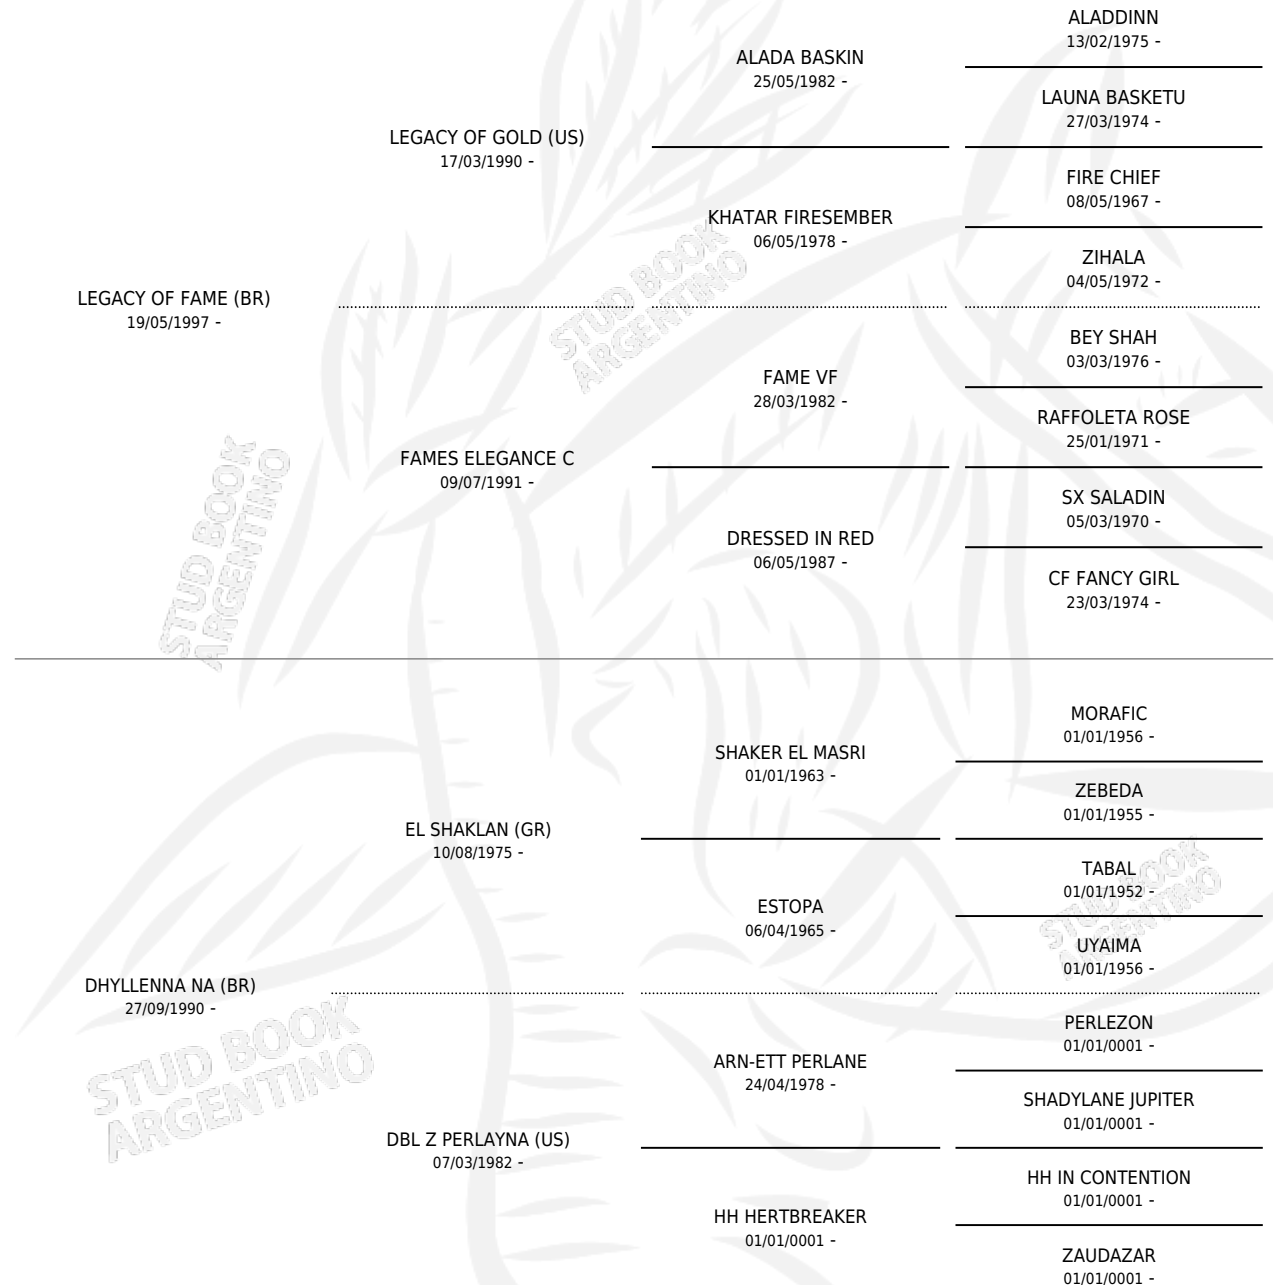 ALADDINN
13/02/1975 -
ALADA BASKIN
25/05/1982 -
LAUNA BASKETU
27/03/1974 -
LEGACY OF GOLD (US)
17/03/1990 -
FIRE CHIEF
08/05/1967 -
KHATAR FIRESEMBER
06/05/1978 -
ZIHALA
04/05/1972 -
LEGACY OF FAME (BR)
19/05/1997 -
STUD BOOK
ARGENTINO
BEY SHAH
03/03/1976 -
FAME VF
28/03/1982 -
RAFFOLETA ROSE
25/01/1971 -
FAMES ELEGANCE C
09/07/1991 -
STUD BOOK
ARGENTINO
SX SALADIN
05/03/1970 -
DRESSED IN RED
06/05/1987 -
CF FANCY GIRL
23/03/1974 -
MORAFIC
01/01/1956 -
SHAKER EL MASRI
01/01/1963 -
ZEBEDA
01/01/1955 -
EL SHAKLAN (GR)
10/08/1975 -
TABAL
01/01/1952 -
STUD BOOK
ARGENTINO
ESTOPA
06/04/1965 -
UYAIMA
01/01/1956 -
DHYLLENNA NA (BR)
27/09/1990 -
STUD BOOK
ARGENTINO
PERLEZON
01/01/0001 -
ARN-ETT PERLANE
24/04/1978 -
SHADYLANE JUPITER
01/01/0001 -
DBL Z PERLAYNA (US)
07/03/1982 -
HH IN CONTENTION
01/01/0001 -
HH HERTBREAKER
01/01/0001 -
ZAUDAZAR
01/01/0001 -